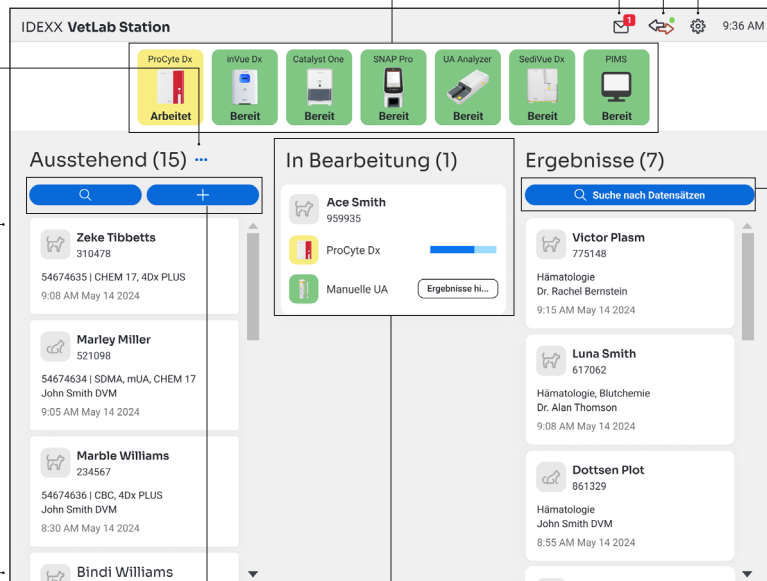 IDEXX VetLab Station
1
9:36 AM
ProCyte Dx
Arbeitet
inVue Dx
Bereit
Catalyst One
Bereit
SNAP Pro
Bereit
UA Analyzer
Bereit
SediVue Dx
Bereit
PIMS
Bereit
Ausstehend (15) •••
Zeke Tibbetts
310478
54674635 | CHEM 17, 4Dx PLUS
9:08 AM May 14 2024
Marley Miller
521098
54674634 | SDMA, mUA, CHEM 17
John Smith DVM
9:05 AM May 14 2024
Marble Williams
234567
54674636 | CBC, 4Dx PLUS
John Smith DVM
8:30 AM May 14 2024
Bindi Williams
In Bearbeitung (1)
Ace Smith
959935
ProCyte Dx
Manuelle UA
Ergebnisse hi...
Ergebnisse (7)
Suche nach Datensätzen
Victor Plasm
775148
Hämatologie
Dr. Rachel Bernstein
9:15 AM May 14 2024
Luna Smith
617062
Hämatologie, Blutchemie
Dr. Alan Thomson
9:08 AM May 14 2024
Dottsen Plot
861329
Hämatologie
John Smith DVM
8:55 AM May 14 2024